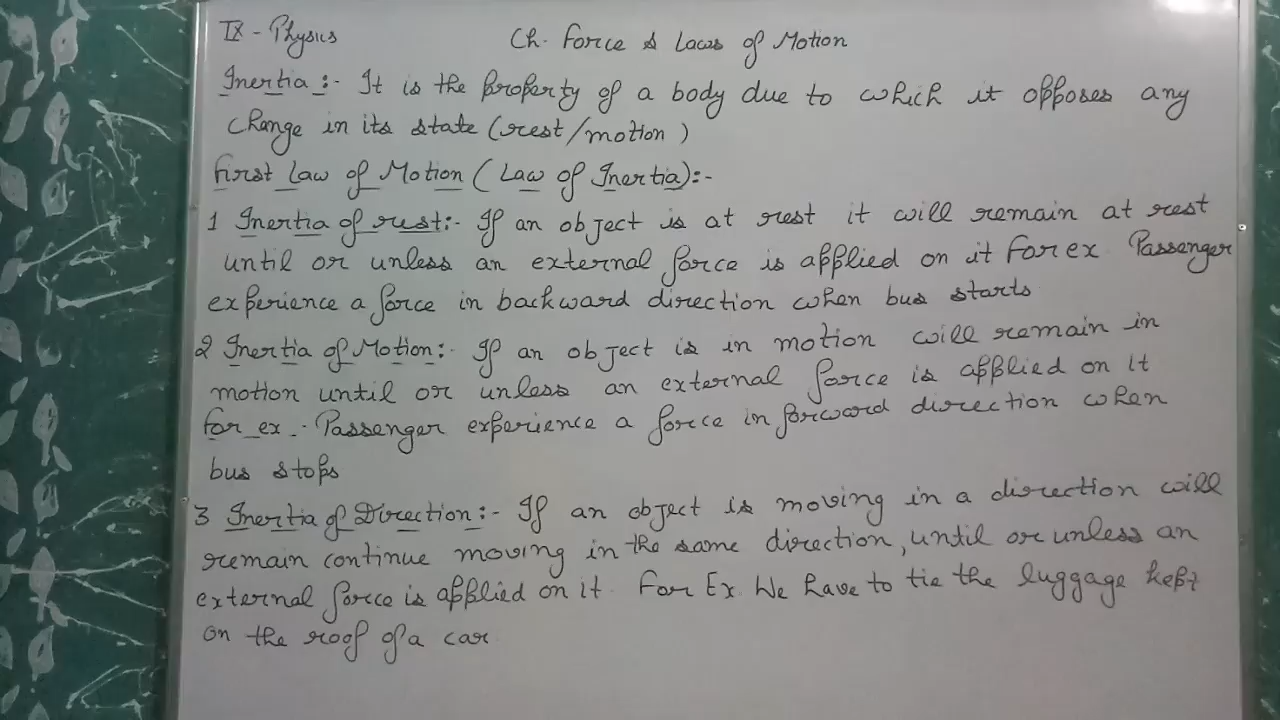 IX - Physics Ch. Force & Laws of Motion
Inertia :- It is the property of a body due to which it opposes any
change in its state (rest/motion)
First Law of Motion (Law of Inertia):-
1 Inertia of rest:- If an object is at rest it will remain at rest
until or unless an external force is applied on it For ex Passenger
experience a force in backward direction when bus starts
2 Inertia of Motion:- If an object is in motion will remain in
motion until or unless an external force is applied on it
for ex - Passenger experience a force in forward direction when
bus stops
3 Inertia of Direction:- If an object is moving in a direction will
remain continue moving in the same direction, until or unless an
external force is applied on it For Ex We have to tie the luggage kept
on the roof of a car